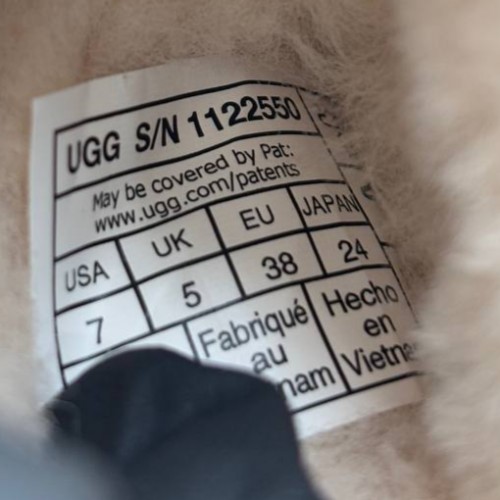 UGG S/N 1122550
May be covered by Pat:
www.ugg.com/patents
USA UK EU JAPAN
7 5 38 24
Fabriqué
au
nam
Hecho
en
Vietna